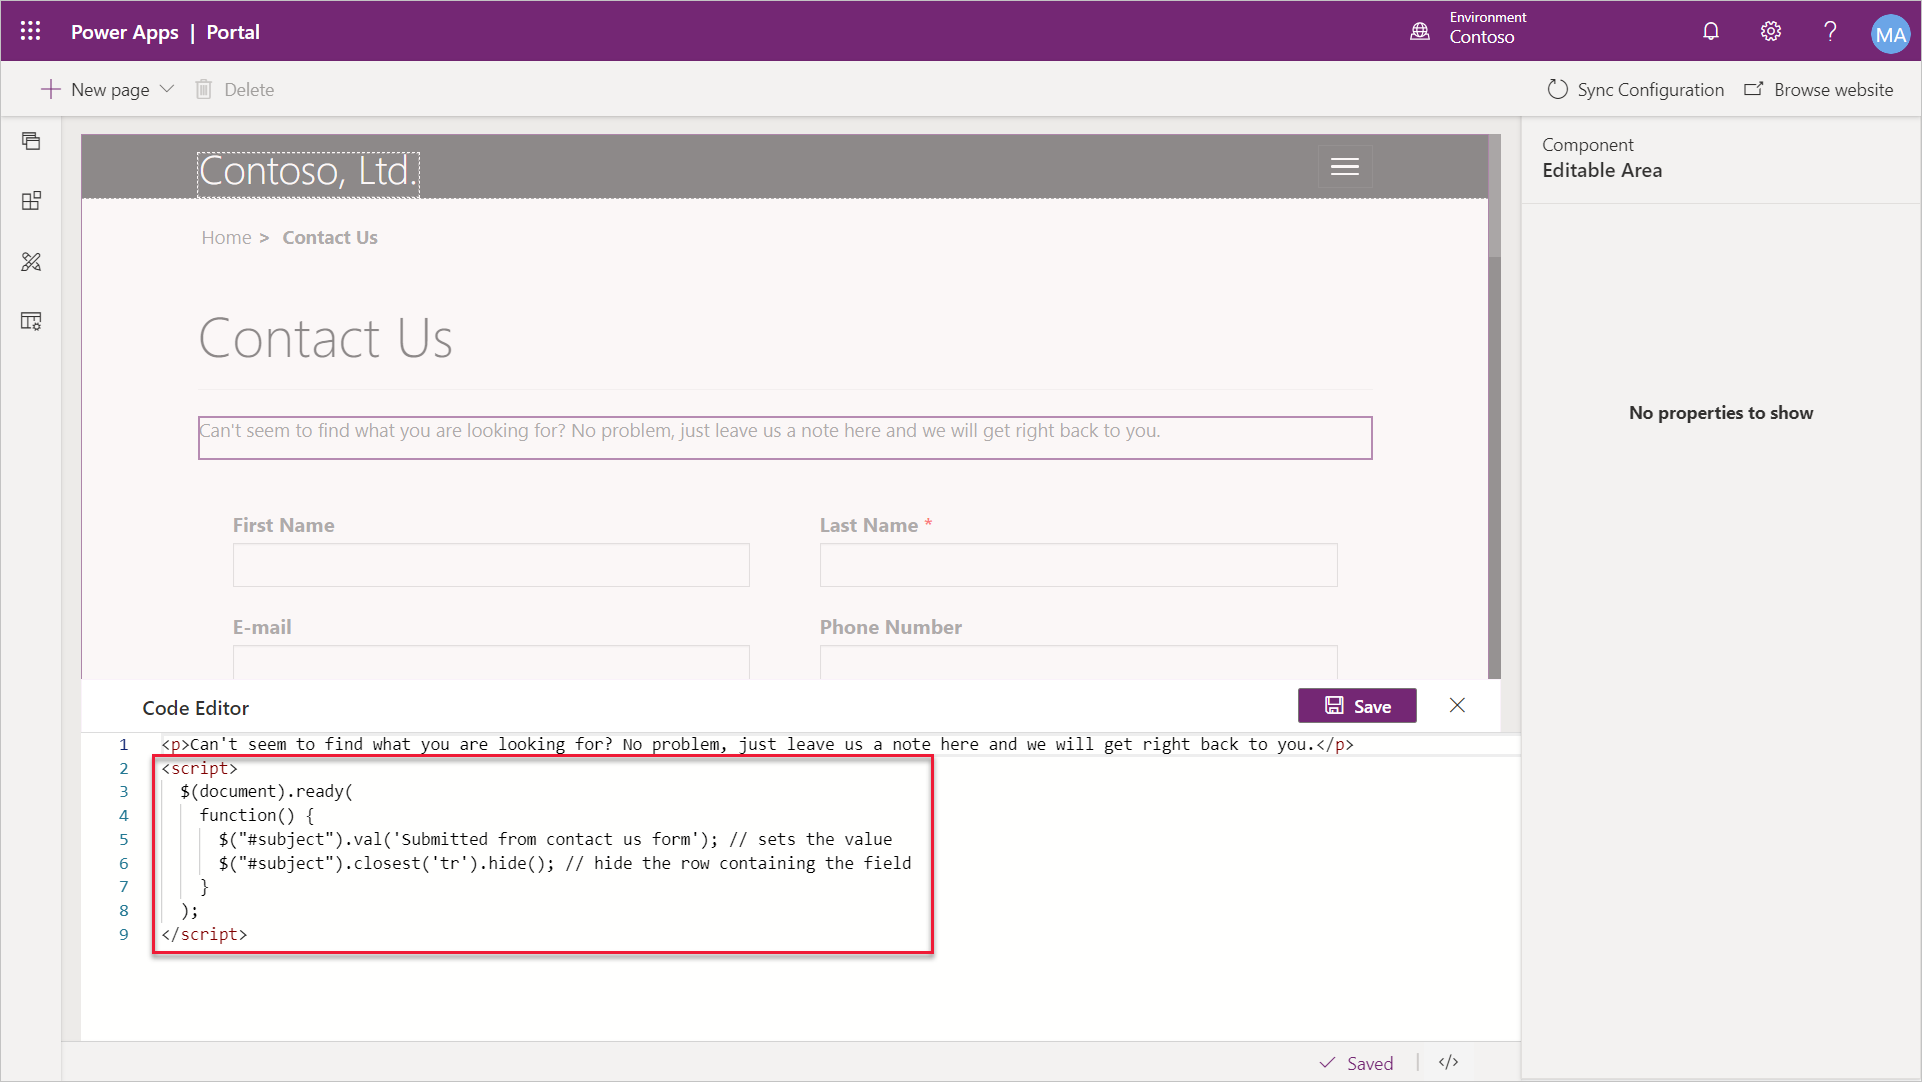 Power Apps | Portal
Environment
Contoso
MA
New page
Delete
Sync Configuration
Browse website
Contoso, Ltd.
Home > Contact Us
Contact Us
Can't seem to find what you are looking for? No problem, just leave us a note here and we will get right back to you.
First Name
Last Name *
E-mail
Phone Number
Component
Editable Area
No properties to show
Code Editor
Save
1 <p>Can't seem to find what you are looking for? No problem, just leave us a note here and we will get right back to you.</p>
2 <script>
3 $(document).ready(
4 function() {
5 $("#subject").val('Submitted from contact us form'); // sets the value
6 $("#subject").closest('tr').hide(); // hide the row containing the field
7 }
8 );
9 </script>
Saved | </>